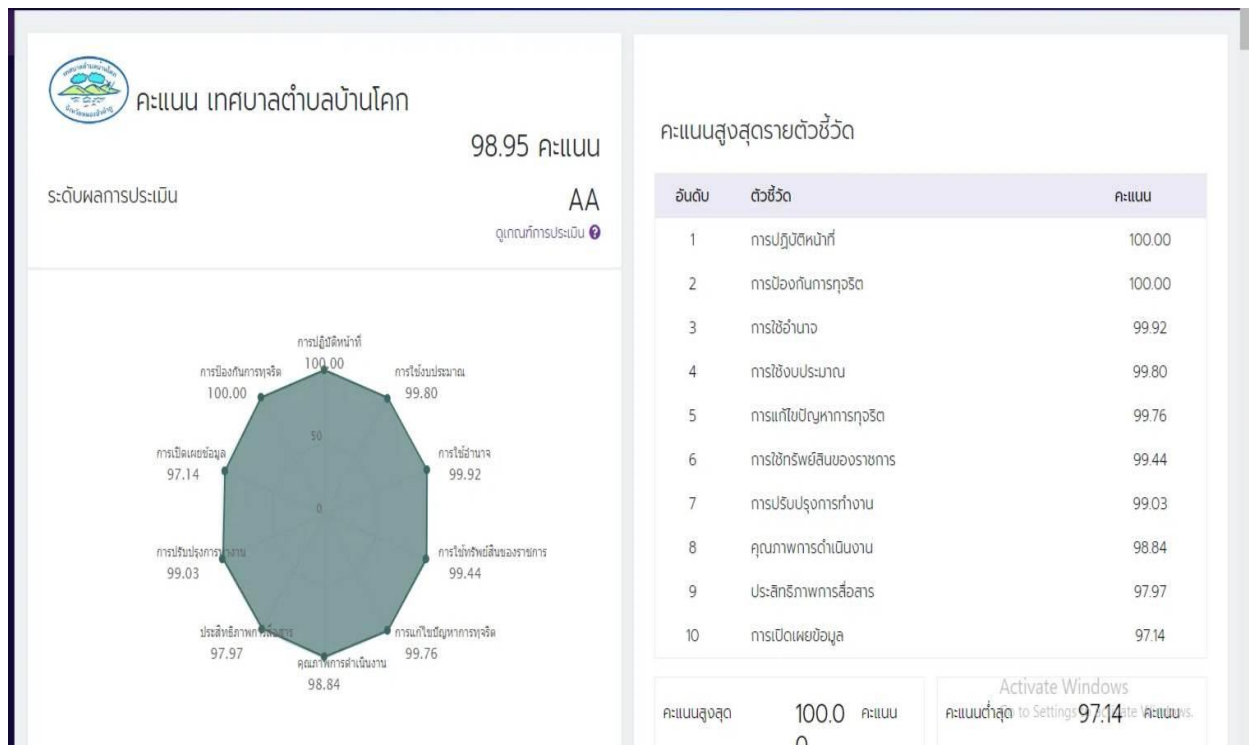 คะแนน เทศบาลตำบลบ้านโคก
98.95 คะแนน
ระดับผลการประเมิน
AA
ดูเกณฑ์การประเมิน
การปฏิบัติหน้าที่
100.00
การป้องกันการทุจริต
100.00
การใช้งบประมาณ
99.80
50
การเปิดเผยข้อมูล
97.14
การใช้อำนาจ
99.92
0
การปรับปรุงการทำงาน
99.03
การใช้ทรัพย์สินของราชการ
99.44
ประสิทธิภาพการสื่อสาร
97.97
การแก้ไขปัญหาการทุจริต
99.76
คุณภาพการดำเนินงาน
98.84
คะแนนสูงสุดรายตัวชี้วัด
อันดับ ตัวชี้วัด คะแนน
1 การปฏิบัติหน้าที่ 100.00
2 การป้องกันการทุจริต 100.00
3 การใช้อำนาจ 99.92
4 การใช้งบประมาณ 99.80
5 การแก้ไขปัญหาการทุจริต 99.76
6 การใช้ทรัพย์สินของราชการ 99.44
7 การปรับปรุงการทำงาน 99.03
8 คุณภาพการดำเนินงาน 98.84
9 ประสิทธิภาพการสื่อสาร 97.97
10 การเปิดเผยข้อมูล 97.14
คะแนนสูงสุด 100.0 คะแนน
0
คะแนนต่ำสุด 97.14 คะแนน
Activate Windows
Go to Settings to activate Windows.